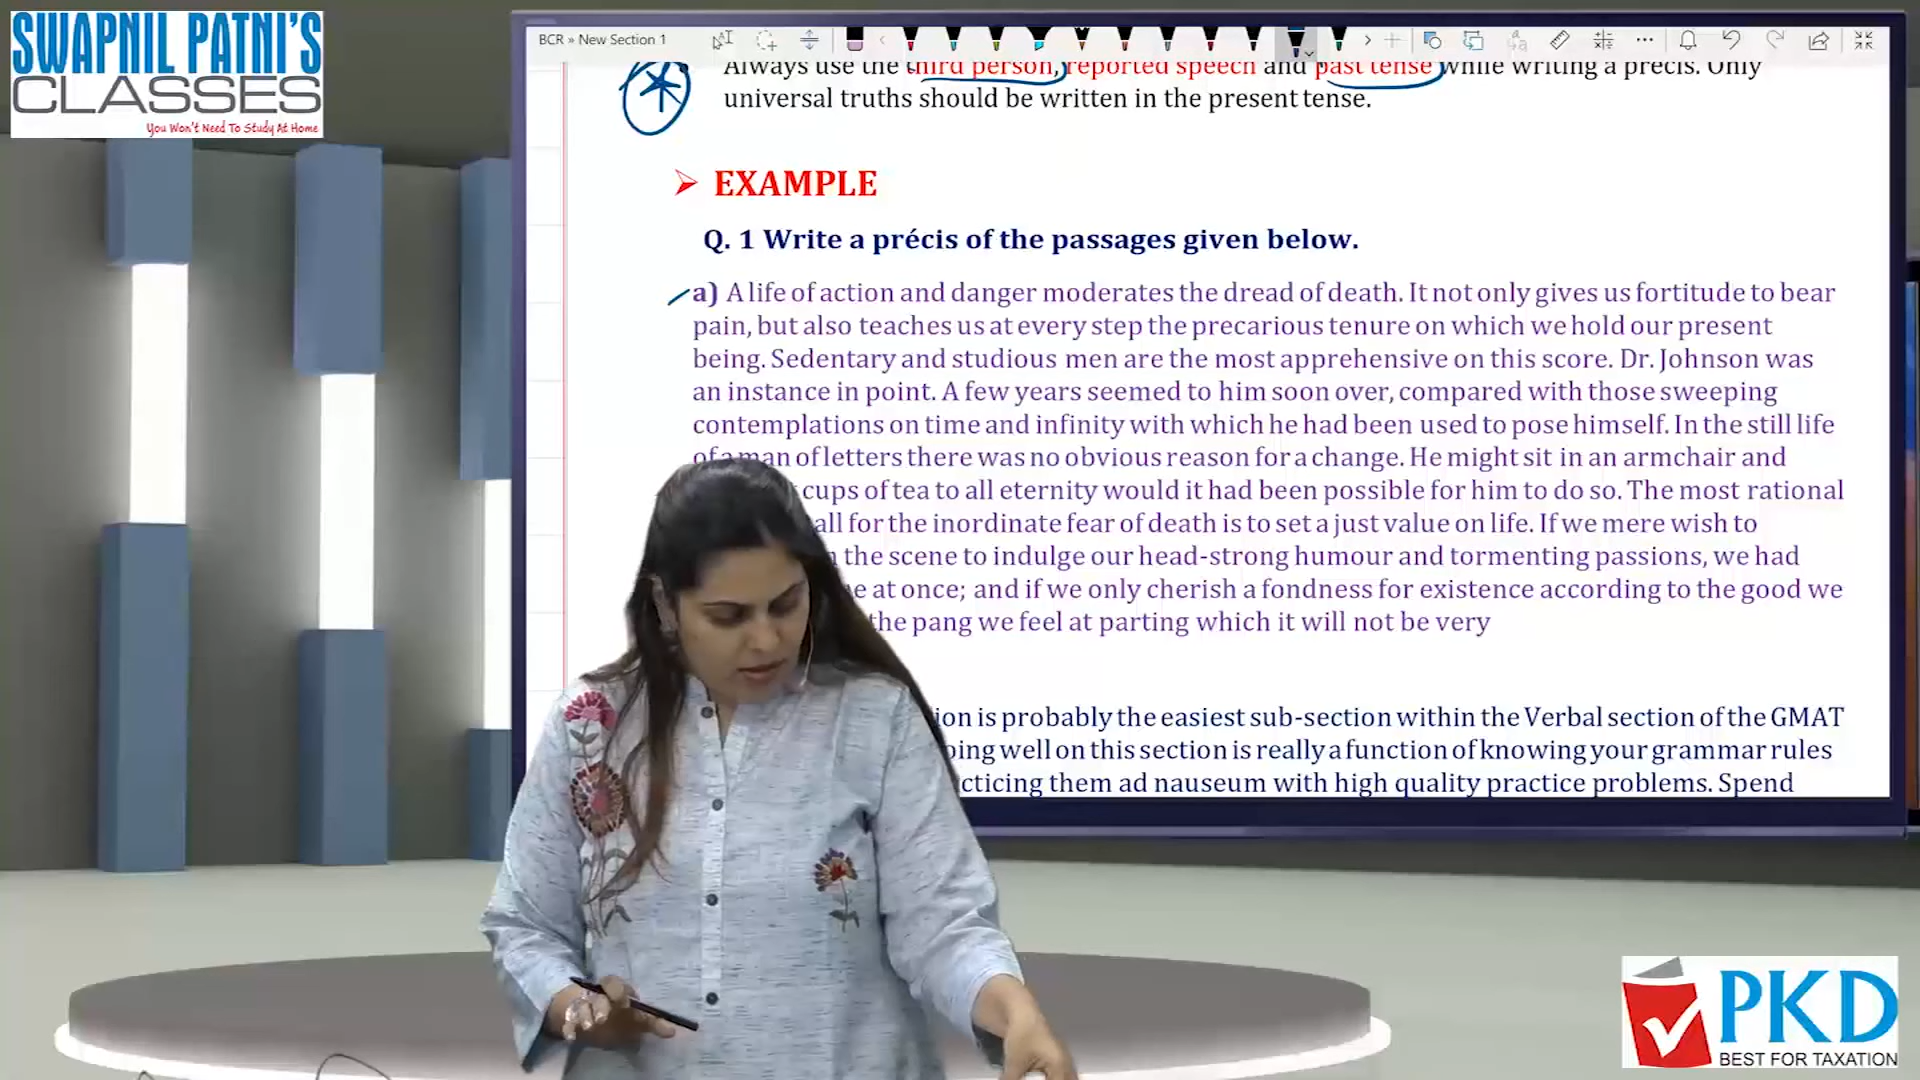 SWAPNIL PATNI'S
CLASSES
You Won't Need To Study At Home
BCR » New Section 1
Always use the third person, reported speech and past tense while writing a précis. Only
universal truths should be written in the present tense.
EXAMPLE
Q. 1 Write a précis of the passages given below.
a) A life of action and danger moderates the dread of death. It not only gives us fortitude to bear
pain, but also teaches us at every step the precarious tenure on which we hold our present
being. Sedentary and studious men are the most apprehensive on this score. Dr. Johnson was
an instance in point. A few years seemed to him soon over, compared with those sweeping
contemplations on time and infinity with which he had been used to pose himself. In the still life
of a man of letters there was no obvious reason for a change. He might sit in an armchair and
cups of tea to all eternity would it had been possible for him to do so. The most rational
all for the inordinate fear of death is to set a just value on life. If we mere wish to
the scene to indulge our head-strong humour and tormenting passions, we had
at once; and if we only cherish a fondness for existence according to the good we
the pang we feel at parting which it will not be very
is probably the easiest sub-section within the Verbal section of the GMAT
well on this section is really a function of knowing your grammar rules
them ad nauseum with high quality practice problems. Spend
PKD
BEST FOR TAXATION